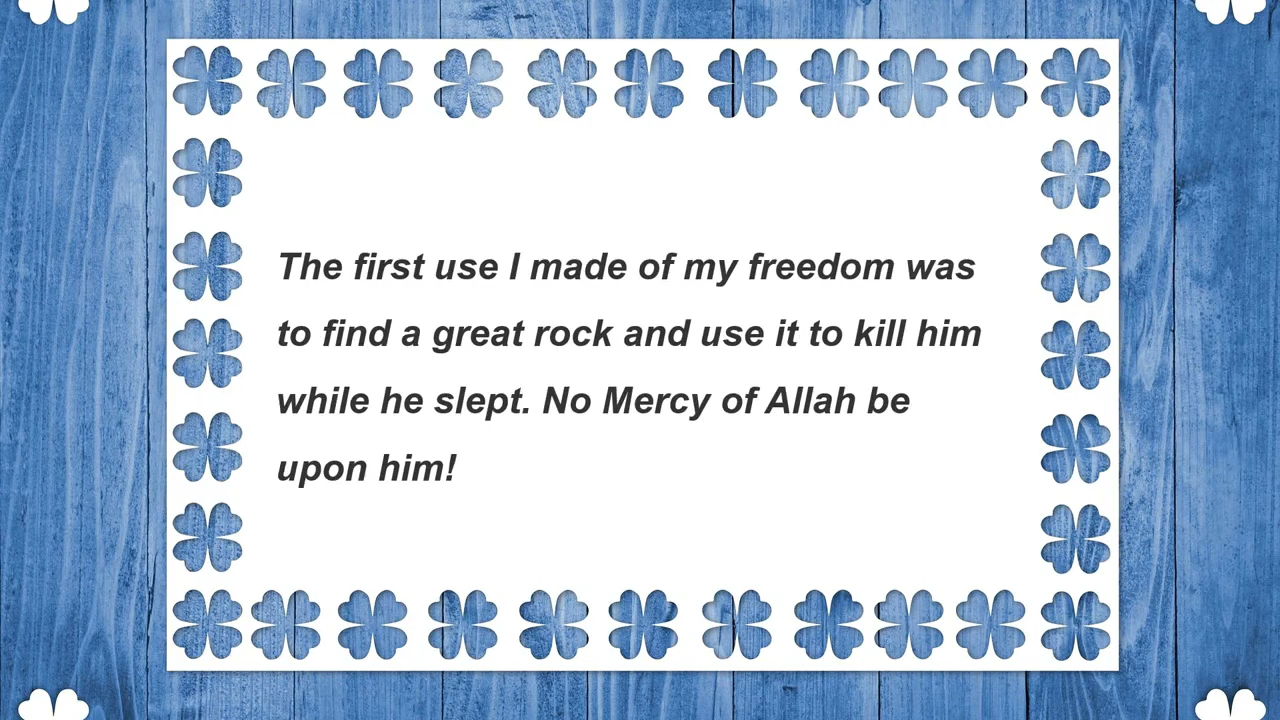 The first use I made of my freedom was
to find a great rock and use it to kill him
while he slept. No Mercy of Allah be
upon him!